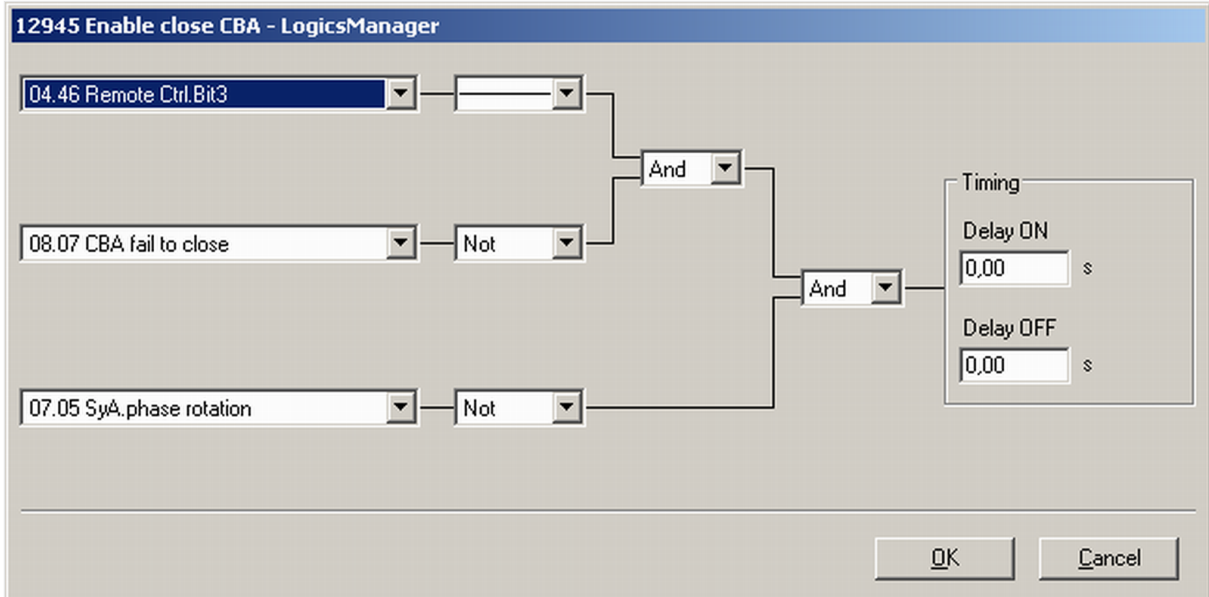 12945 Enable close CBA - LogicsManager
04.46 Remote Ctrl.Bit3
And
Timing
Delay ON
08.07 CBA fail to close
Not
0,00 s
And
Delay OFF
0,00 s
07.05 SyA.phase rotation
Not
OK
Cancel